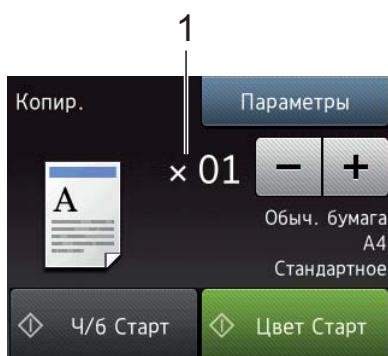 1
Копир.
Параметры
× 01
− +
A
Обыч. бумага
A4
Стандартное
Ч/б Старт
Цвет Старт